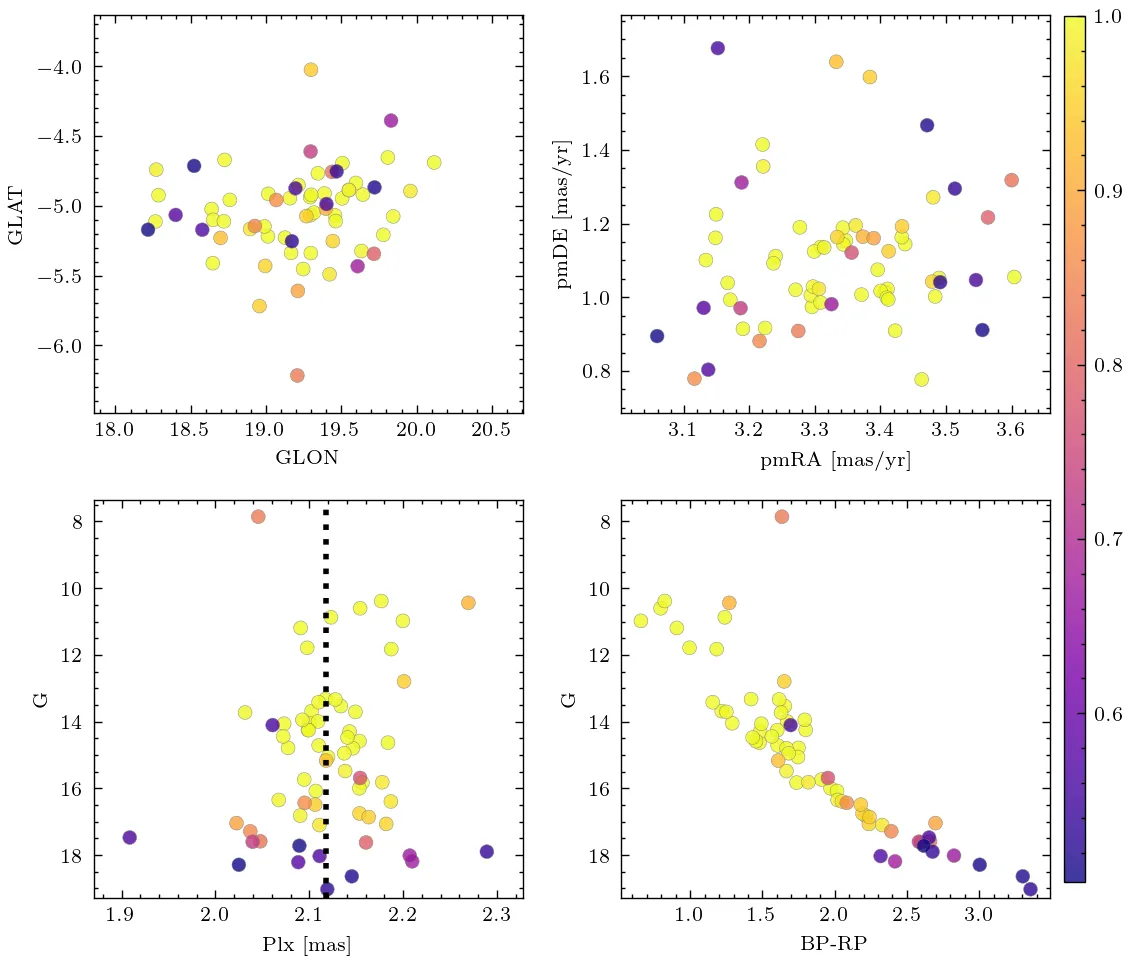 −4.0
−4.5
−5.0
−5.5
−6.0
GLAT
18.0 18.5 19.0 19.5 20.0 20.5
GLON
1.6
1.4
1.2
1.0
0.8
pmDE [mas/yr]
3.1 3.2 3.3 3.4 3.5 3.6
pmRA [mas/yr]
1.0
0.9
0.8
0.7
0.6
8
10
12
14
16
18
G
1.9 2.0 2.1 2.2 2.3
Plx [mas]
8
10
12
14
16
18
G
1.0 1.5 2.0 2.5 3.0
BP-RP